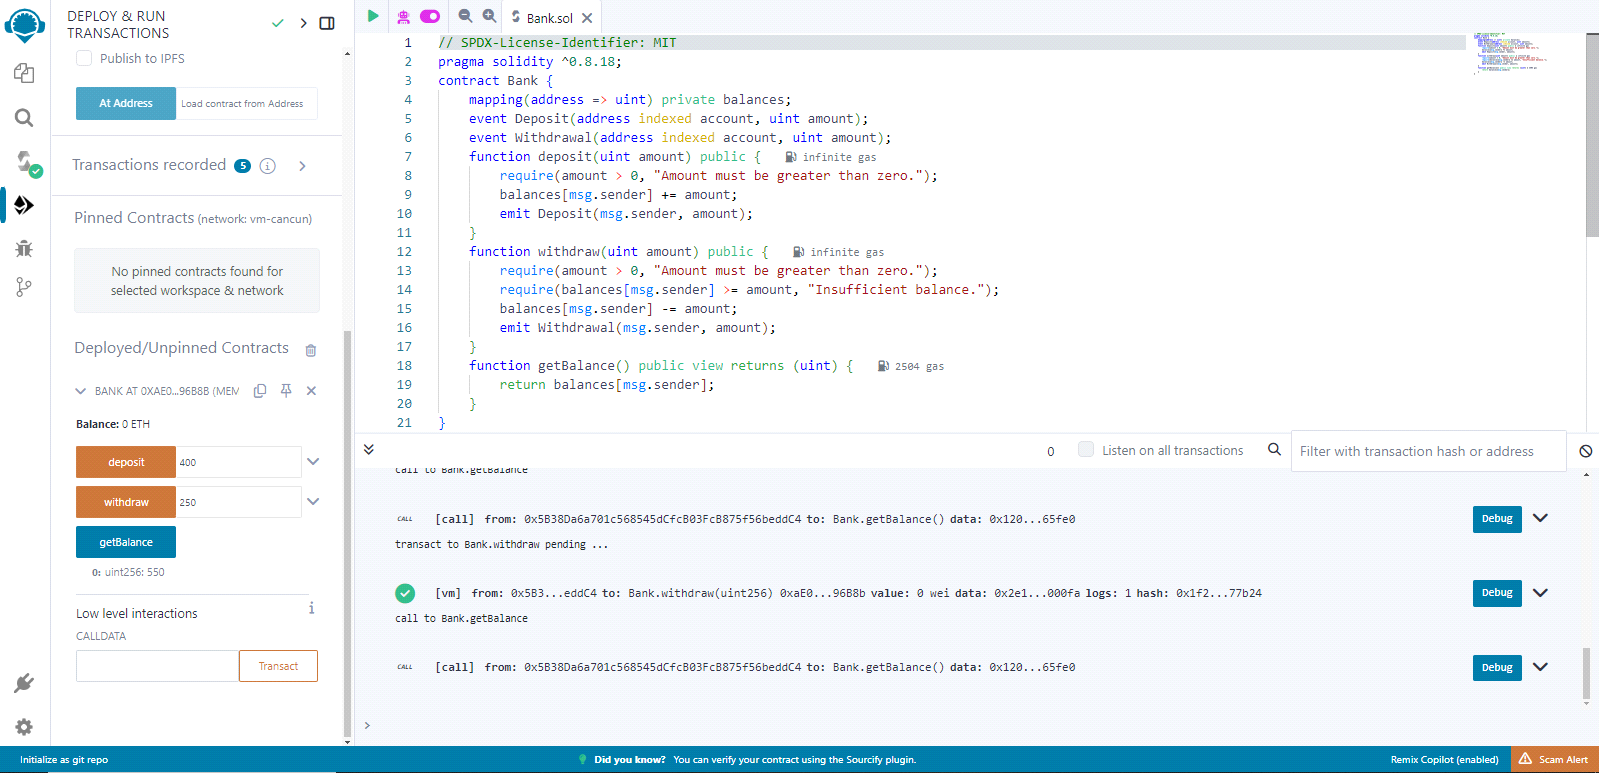 DEPLOY & RUN
TRANSACTIONS
Publish to IPFS
At Address
Load contract from Address
Transactions recorded 5 i
Pinned Contracts (network: vm-cancun)
No pinned contracts found for
selected workspace & network
Deployed/Unpinned Contracts
BANK AT 0XAE0...96B8B (MEM
Balance: 0 ETH
deposit 400
withdraw 250
getBalance
0: uint256: 550
Low level interactions i
CALLDATA
Transact
Bank.sol
1 // SPDX-License-Identifier: MIT
2 pragma solidity ^0.8.18;
3 contract Bank {
4 mapping(address => uint) private balances;
5 event Deposit(address indexed account, uint amount);
6 event Withdrawal(address indexed account, uint amount);
7 function deposit(uint amount) public { infinite gas
8 require(amount > 0, "Amount must be greater than zero.");
9 balances[msg.sender] += amount;
10 emit Deposit(msg.sender, amount);
11 }
12 function withdraw(uint amount) public { infinite gas
13 require(amount > 0, "Amount must be greater than zero.");
14 require(balances[msg.sender] >= amount, "Insufficient balance.");
15 balances[msg.sender] -= amount;
16 emit Withdrawal(msg.sender, amount);
17 }
18 function getBalance() public view returns (uint) { 2504 gas
19 return balances[msg.sender];
20 }
21 }
0
Listen on all transactions
Filter with transaction hash or address
call to Bank.getBalance
CALL [call] from: 0x5B38Da6a701c568545dCfcB03FcB875f56beddC4 to: Bank.getBalance() data: 0x120...65fe0
Debug
transact to Bank.withdraw pending ...
[vm] from: 0x5B3...eddC4 to: Bank.withdraw(uint256) 0xaE0...96B8b value: 0 wei data: 0x2e1...000fa logs: 1 hash: 0x1f2...77b24
Debug
call to Bank.getBalance
CALL [call] from: 0x5B38Da6a701c568545dCfcB03FcB875f56beddC4 to: Bank.getBalance() data: 0x120...65fe0
Debug
>
Initialize as git repo
Did you know? You can verify your contract using the Sourcify plugin.
Remix Copilot (enabled)
Scam Alert